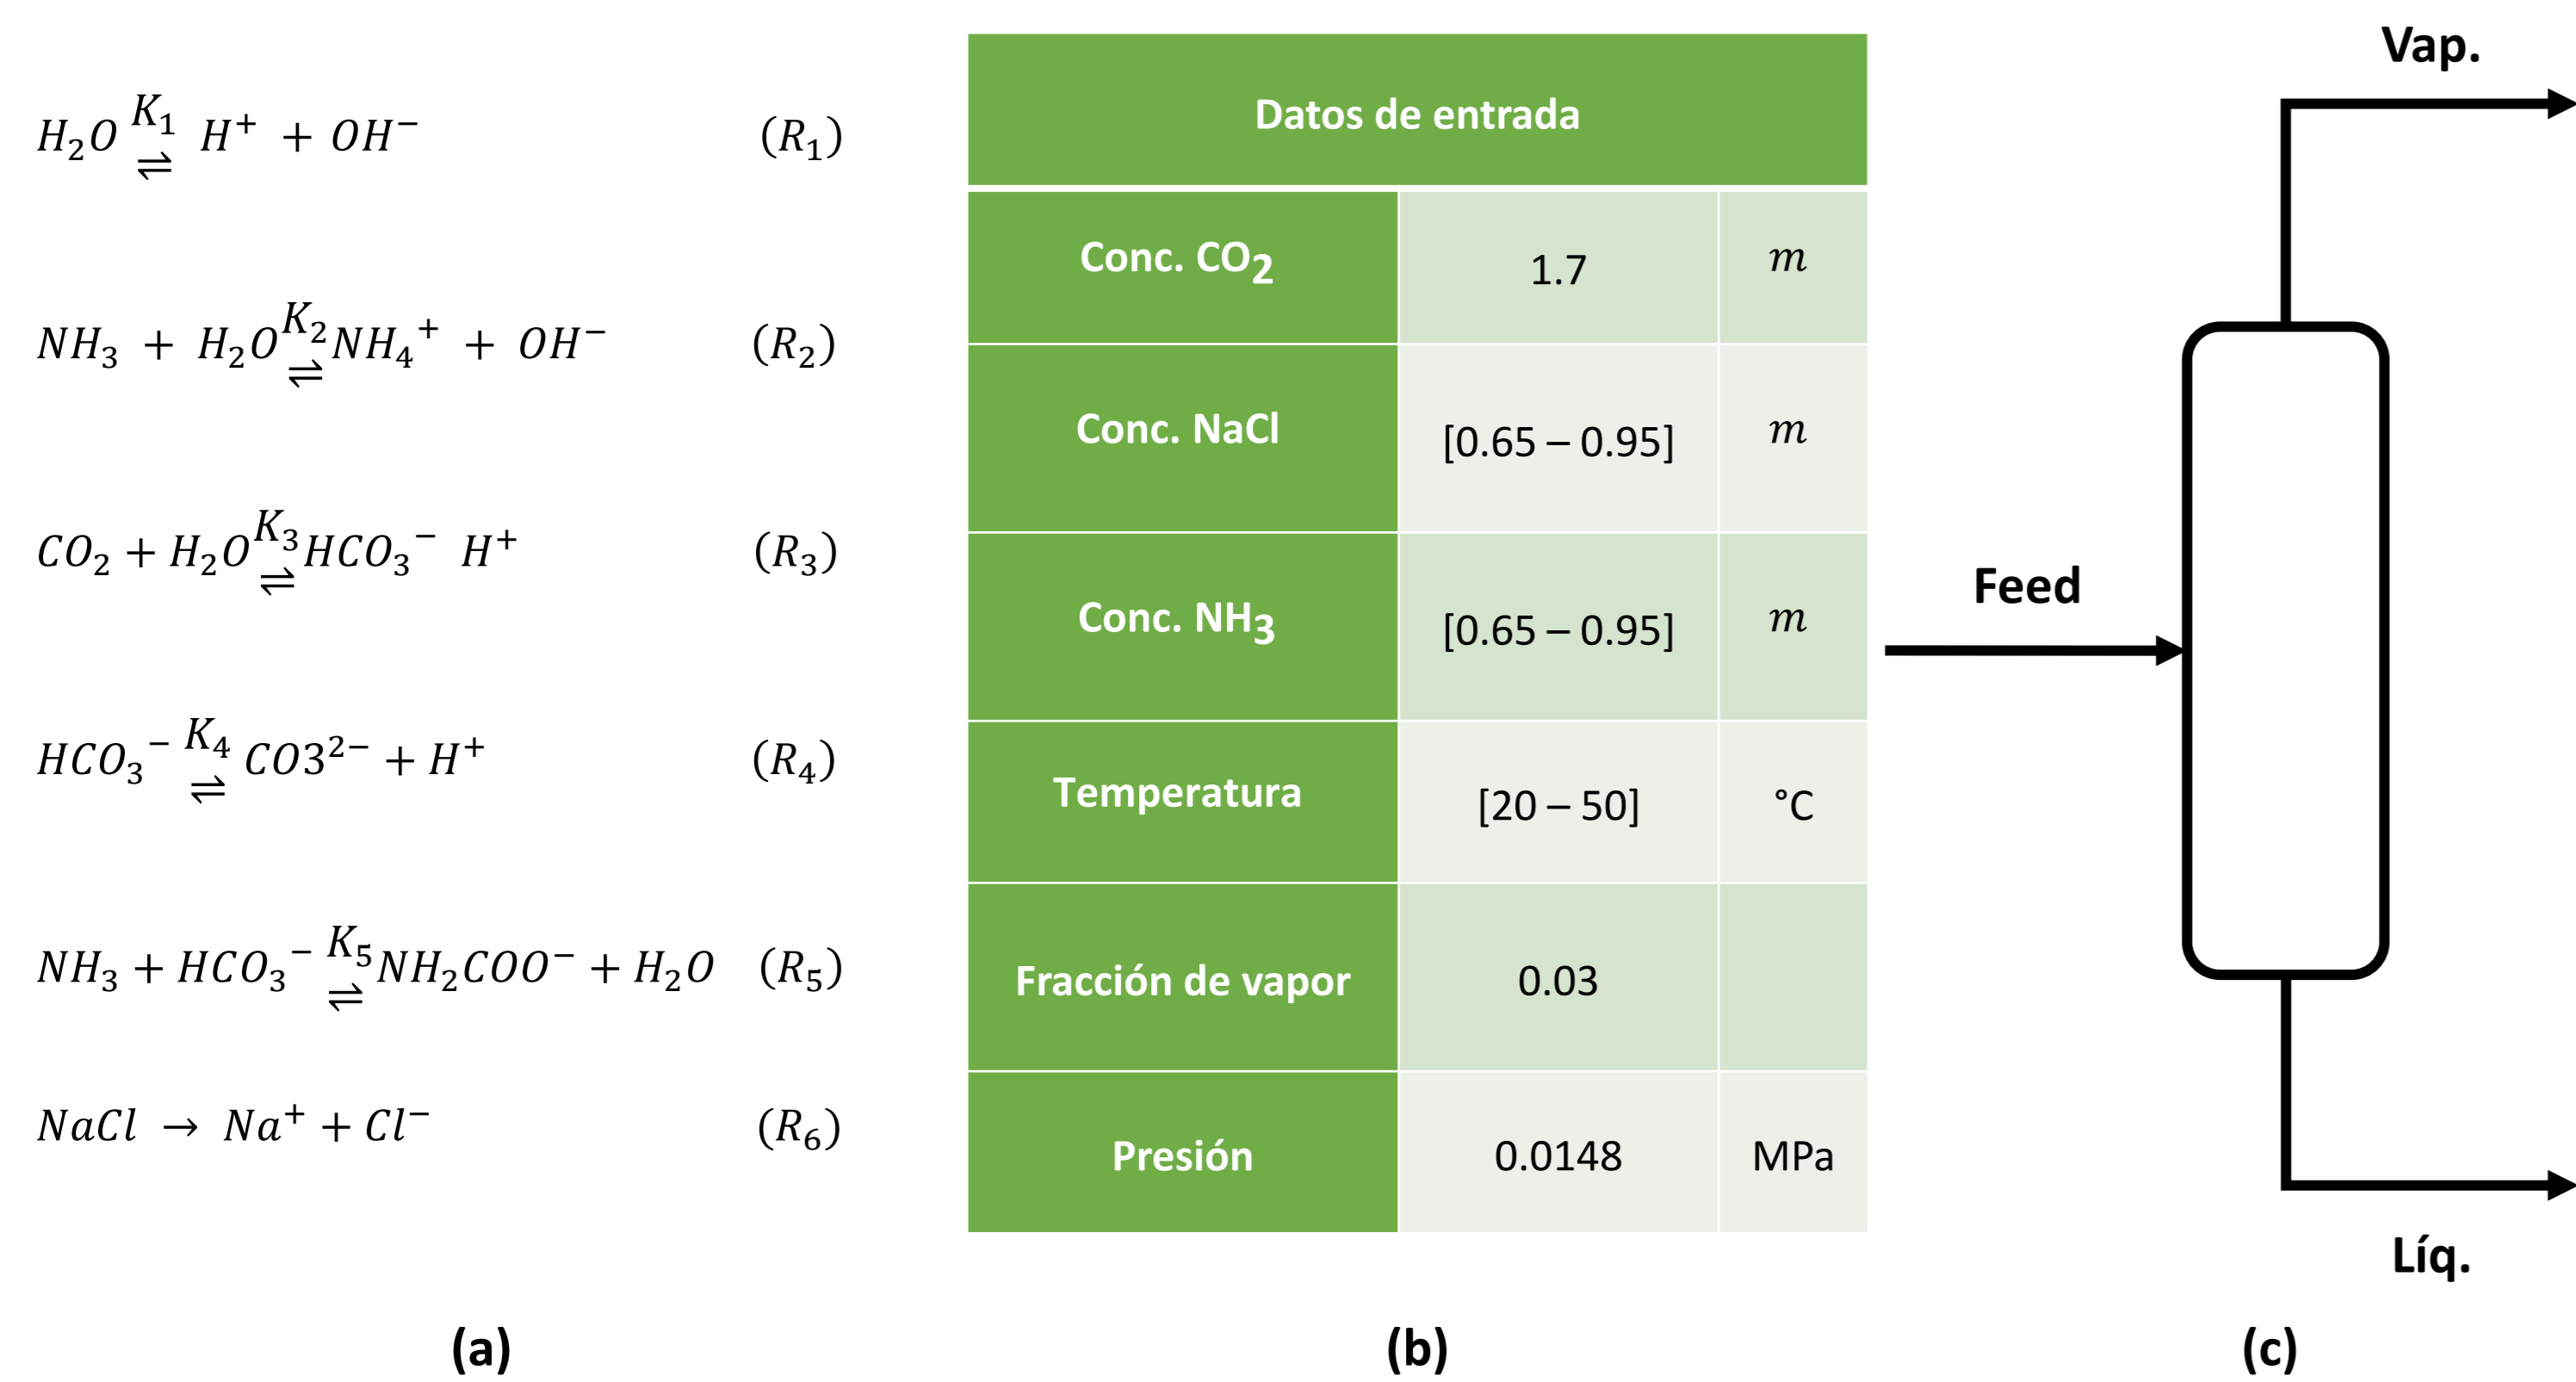 H₂O K₁ ⇌ H⁺ + OH⁻ (R₁)
NH₃ + H₂O K₂ ⇌ NH₄⁺ + OH⁻ (R₂)
CO₂ + H₂O K₃ ⇌ HCO₃⁻ H⁺ (R₃)
HCO₃⁻ K₄ ⇌ CO3²⁻ + H⁺ (R₄)
NH₃ + HCO₃⁻ K₅ ⇌ NH₂COO⁻ + H₂O (R₅)
NaCl → Na⁺ + Cl⁻ (R₆)
(a)
Datos de entrada
Conc. CO₂ 1.7 m
Conc. NaCl [0.65 – 0.95] m
Conc. NH₃ [0.65 – 0.95] m
Temperatura [20 – 50] °C
Fracción de vapor 0.03
Presión 0.0148 MPa
(b)
Vap.
Feed
Líq.
(c)